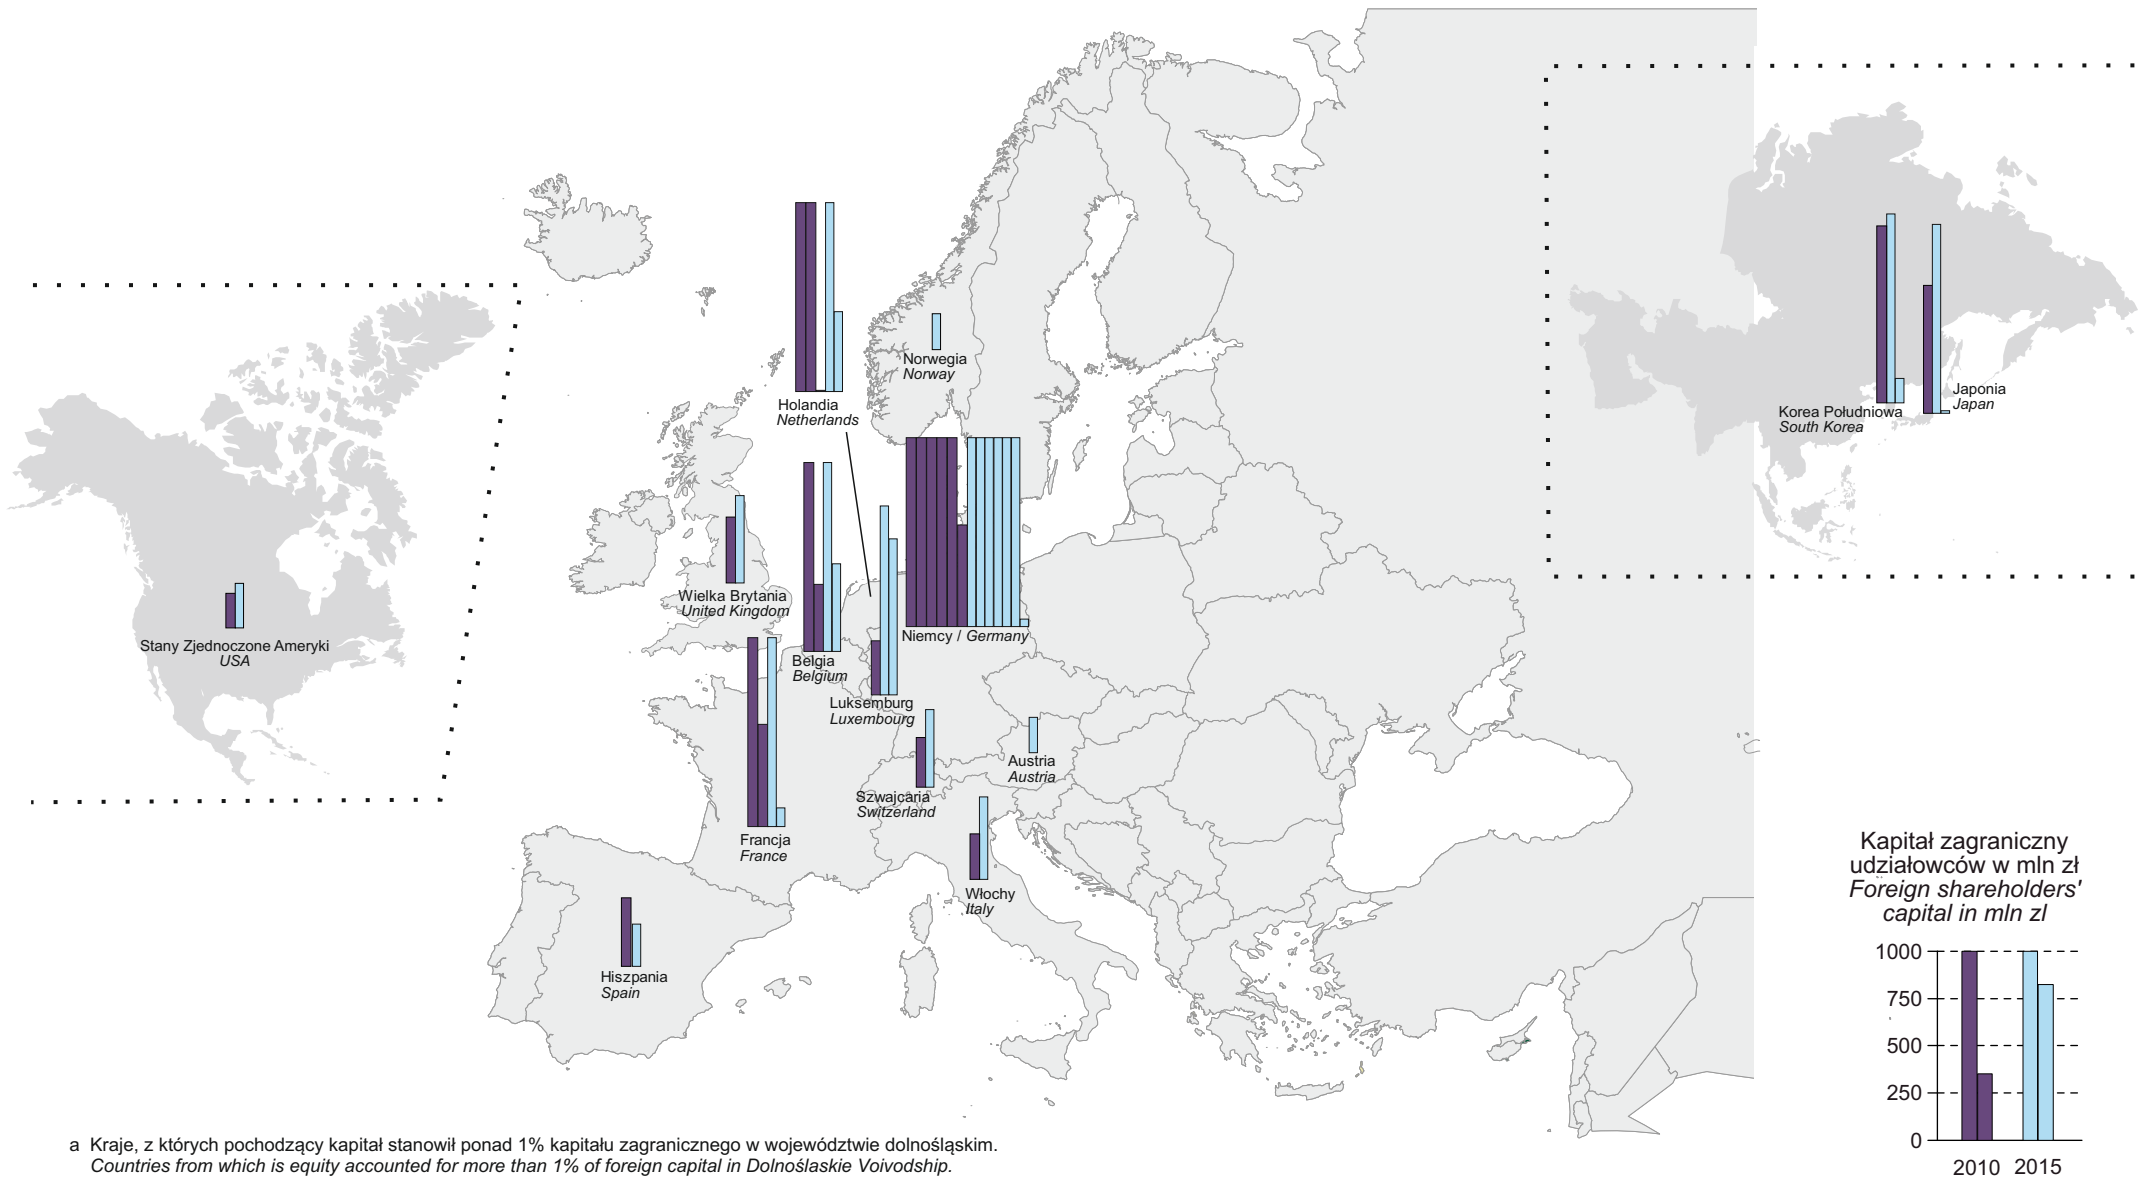 Holandia
Netherlands
Norwegia
Norway
Korea Południowa
South Korea
Japonia
Japan
Wielka Brytania
United Kingdom
Niemcy / Germany
Stany Zjednoczone Ameryki
USA
Belgia
Belgium
Luksemburg
Luxembourg
Austria
Austria
Szwajcaria
Switzerland
Francja
France
Włochy
Italy
Hiszpania
Spain
Kapitał zagraniczny
udziałowców w mln zł
Foreign shareholders'
capital in mln zl
1000
750
500
250
0
2010 2015
a Kraje, z których pochodzący kapitał stanowił ponad 1% kapitału zagranicznego w województwie dolnośląskim.
Countries from which is equity accounted for more than 1% of foreign capital in Dolnoślaskie Voivodship.